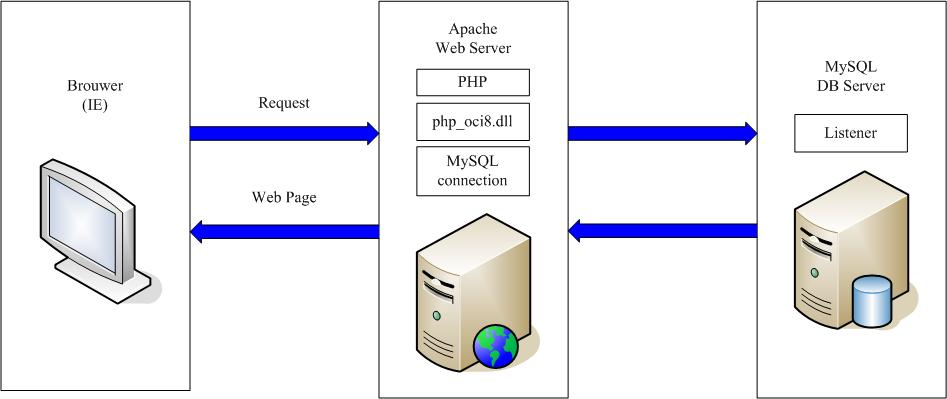 Brouwer
(IE)
Request
Web Page
Apache
Web Server
PHP
php_oci8.dll
MySQL
connection
MySQL
DB Server
Listener